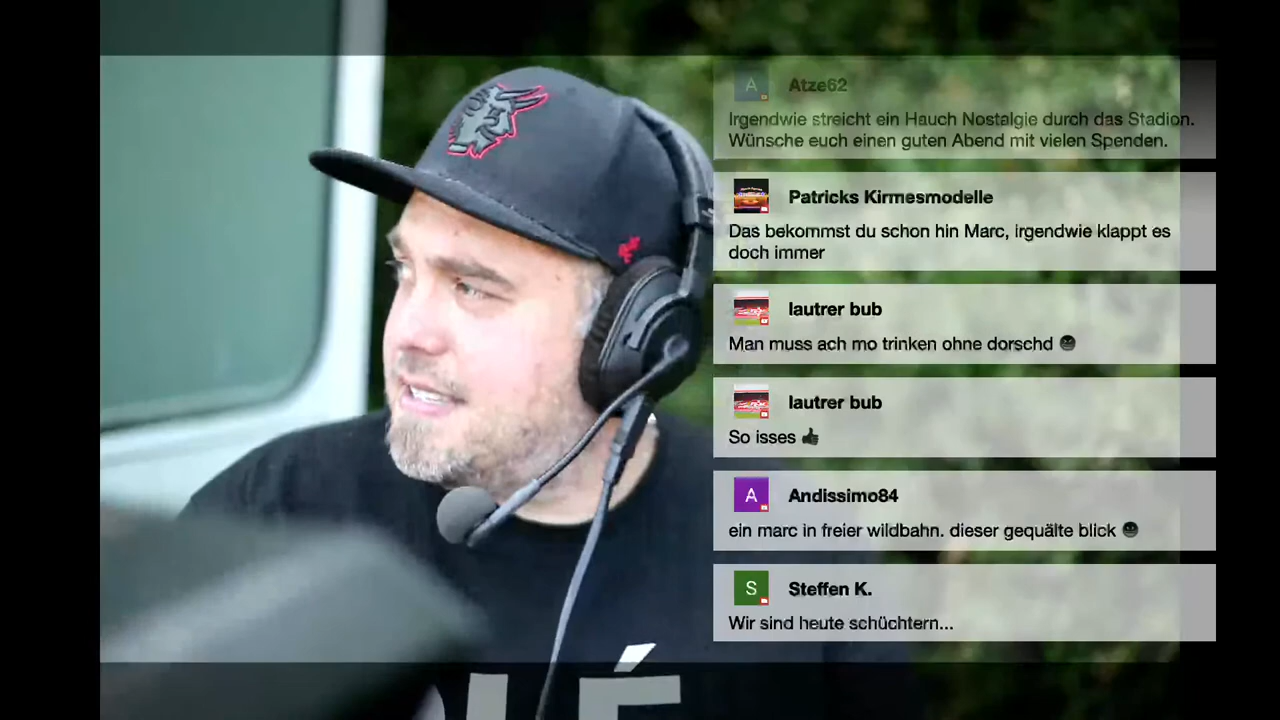 A
Atze62
Irgendwie streicht ein Hauch Nostalgie durch das Stadion.
Wünsche euch einen guten Abend mit vielen Spenden.
Patricks Kirmesmodelle
Das bekommst du schon hin Marc, irgendwie klappt es
doch immer
lautrer bub
Man muss ach mo trinken ohne dorschd
lautrer bub
So isses 👍
A
Andissimo84
ein marc in freier wildbahn. dieser gequälte blick
S
Steffen K.
Wir sind heute schüchtern...
LÉ